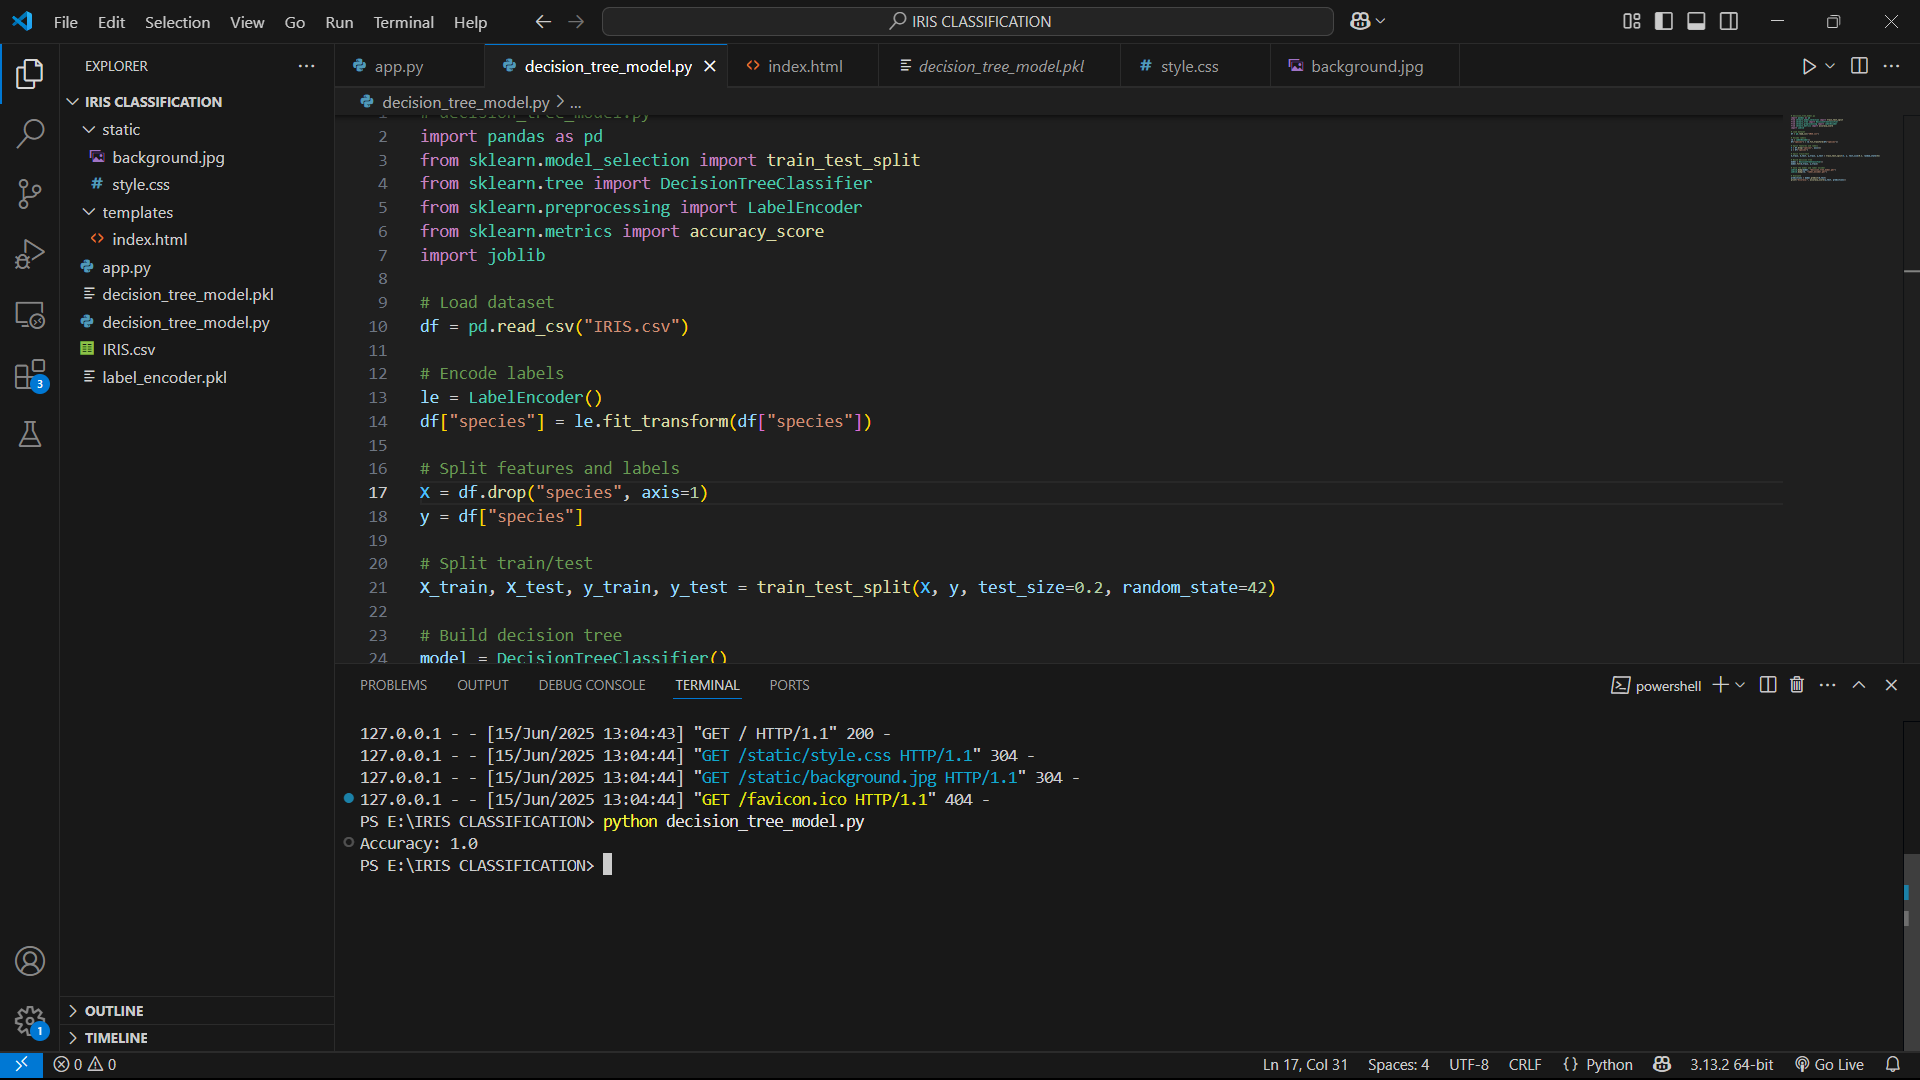 File Edit Selection View Go Run Terminal Help
IRIS CLASSIFICATION
EXPLORER
IRIS CLASSIFICATION
static
background.jpg
style.css
templates
index.html
app.py
decision_tree_model.pkl
decision_tree_model.py
IRIS.csv
label_encoder.pkl
OUTLINE
TIMELINE
3
1
app.py decision_tree_model.py index.html decision_tree_model.pkl style.css background.jpg
decision_tree_model.py > ...
1 # decision_tree_model.py
2 import pandas as pd
3 from sklearn.model_selection import train_test_split
4 from sklearn.tree import DecisionTreeClassifier
5 from sklearn.preprocessing import LabelEncoder
6 from sklearn.metrics import accuracy_score
7 import joblib
8
9 # Load dataset
10 df = pd.read_csv("IRIS.csv")
11
12 # Encode labels
13 le = LabelEncoder()
14 df["species"] = le.fit_transform(df["species"])
15
16 # Split features and labels
17 X = df.drop("species", axis=1)
18 y = df["species"]
19
20 # Split train/test
21 X_train, X_test, y_train, y_test = train_test_split(X, y, test_size=0.2, random_state=42)
22
23 # Build decision tree
24 model = DecisionTreeClassifier()
PROBLEMS OUTPUT DEBUG CONSOLE TERMINAL PORTS
powershell
127.0.0.1 - - [15/Jun/2025 13:04:43] "GET / HTTP/1.1" 200 -
127.0.0.1 - - [15/Jun/2025 13:04:44] "GET /static/style.css HTTP/1.1" 304 -
127.0.0.1 - - [15/Jun/2025 13:04:44] "GET /static/background.jpg HTTP/1.1" 304 -
127.0.0.1 - - [15/Jun/2025 13:04:44] "GET /favicon.ico HTTP/1.1" 404 -
PS E:\IRIS CLASSIFICATION> python decision_tree_model.py
Accuracy: 1.0
PS E:\IRIS CLASSIFICATION>
0 0
Ln 17, Col 31 Spaces: 4 UTF-8 CRLF {} Python 3.13.2 64-bit Go Live